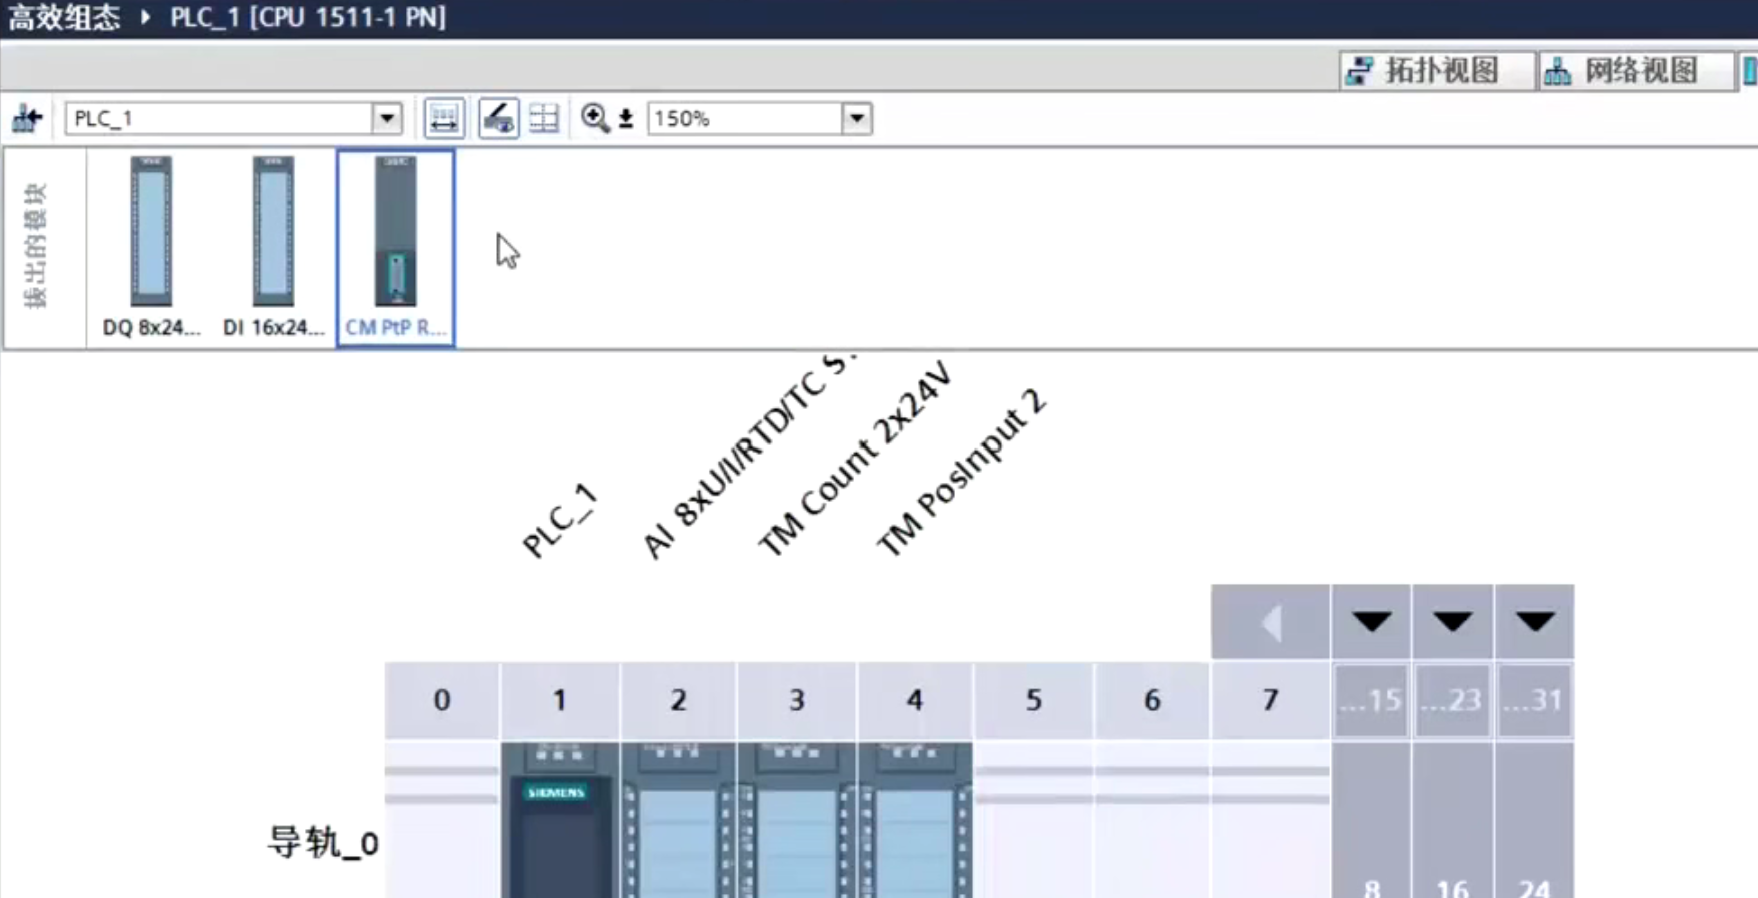 高效组态 ▸ PLC_1 [CPU 1511-1 PN]
拓扑视图
网络视图
PLC_1
150%
拔出的模块
DQ 8x24...
DI 16x24...
CM PtP R...
PLC_1
AI 8xU/I/RTD/TC
TM Count 2x24V
TM PosInput 2
0 1 2 3 4 5 6 7 ...15 ...23 ...31
SIEMENS
导轨_0
8 16 24